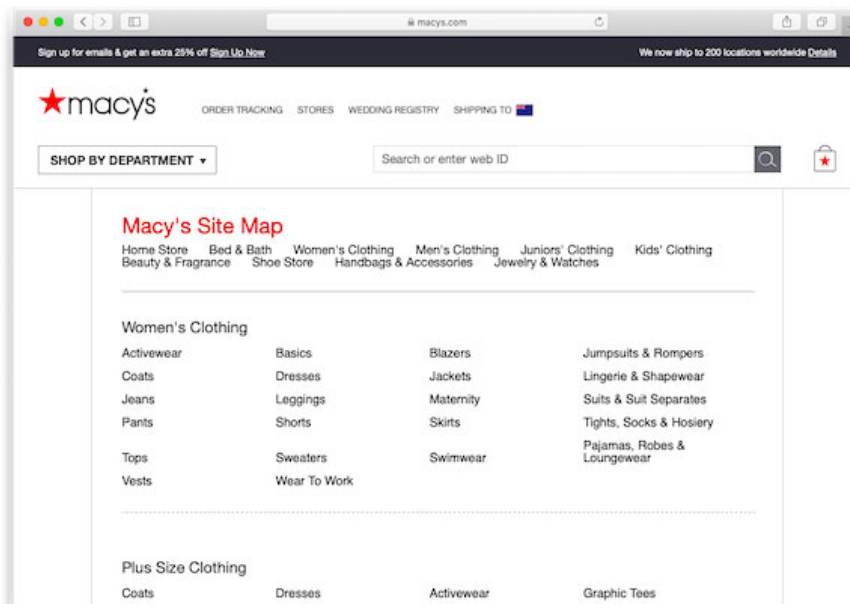 macys.com
Sign up for emails & get an extra 25% off Sign Up Now
We now ship to 200 locations worldwide Details
macy's
ORDER TRACKING STORES WEDDING REGISTRY SHIPPING TO
SHOP BY DEPARTMENT
Search or enter web ID
Macy's Site Map
Home Store Bed & Bath Women's Clothing Men's Clothing Juniors' Clothing Kids' Clothing
Beauty & Fragrance Shoe Store Handbags & Accessories Jewelry & Watches
Women's Clothing
Activewear Basics Blazers Jumpsuits & Rompers
Coats Dresses Jackets Lingerie & Shapewear
Jeans Leggings Maternity Suits & Suit Separates
Pants Shorts Skirts Tights, Socks & Hosiery
Pajamas, Robes &
Tops Sweaters Swimwear Loungewear
Vests Wear To Work
Plus Size Clothing
Coats Dresses Activewear Graphic Tees